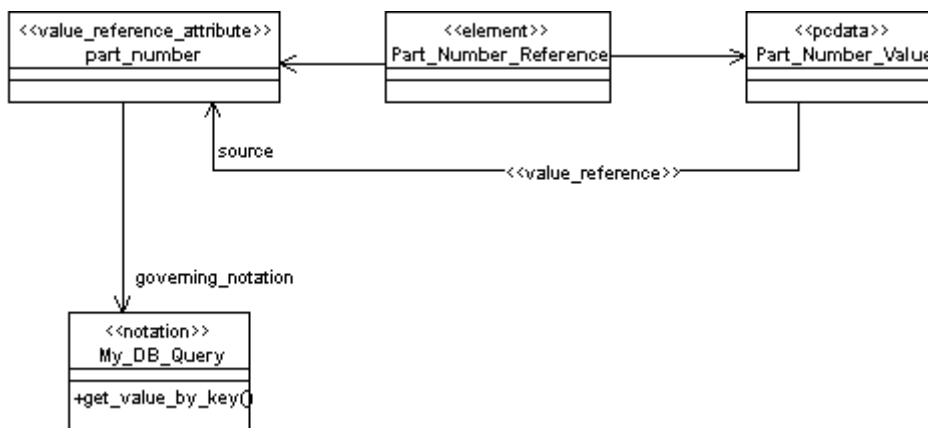 <<value_reference_attribute>>
part_number
<<element>>
Part_Number_Reference
<<pcdata>>
Part_Number_Value
source
<<value_reference>>
governing_notation
<<notation>>
My_DB_Query
+get_value_by_key()